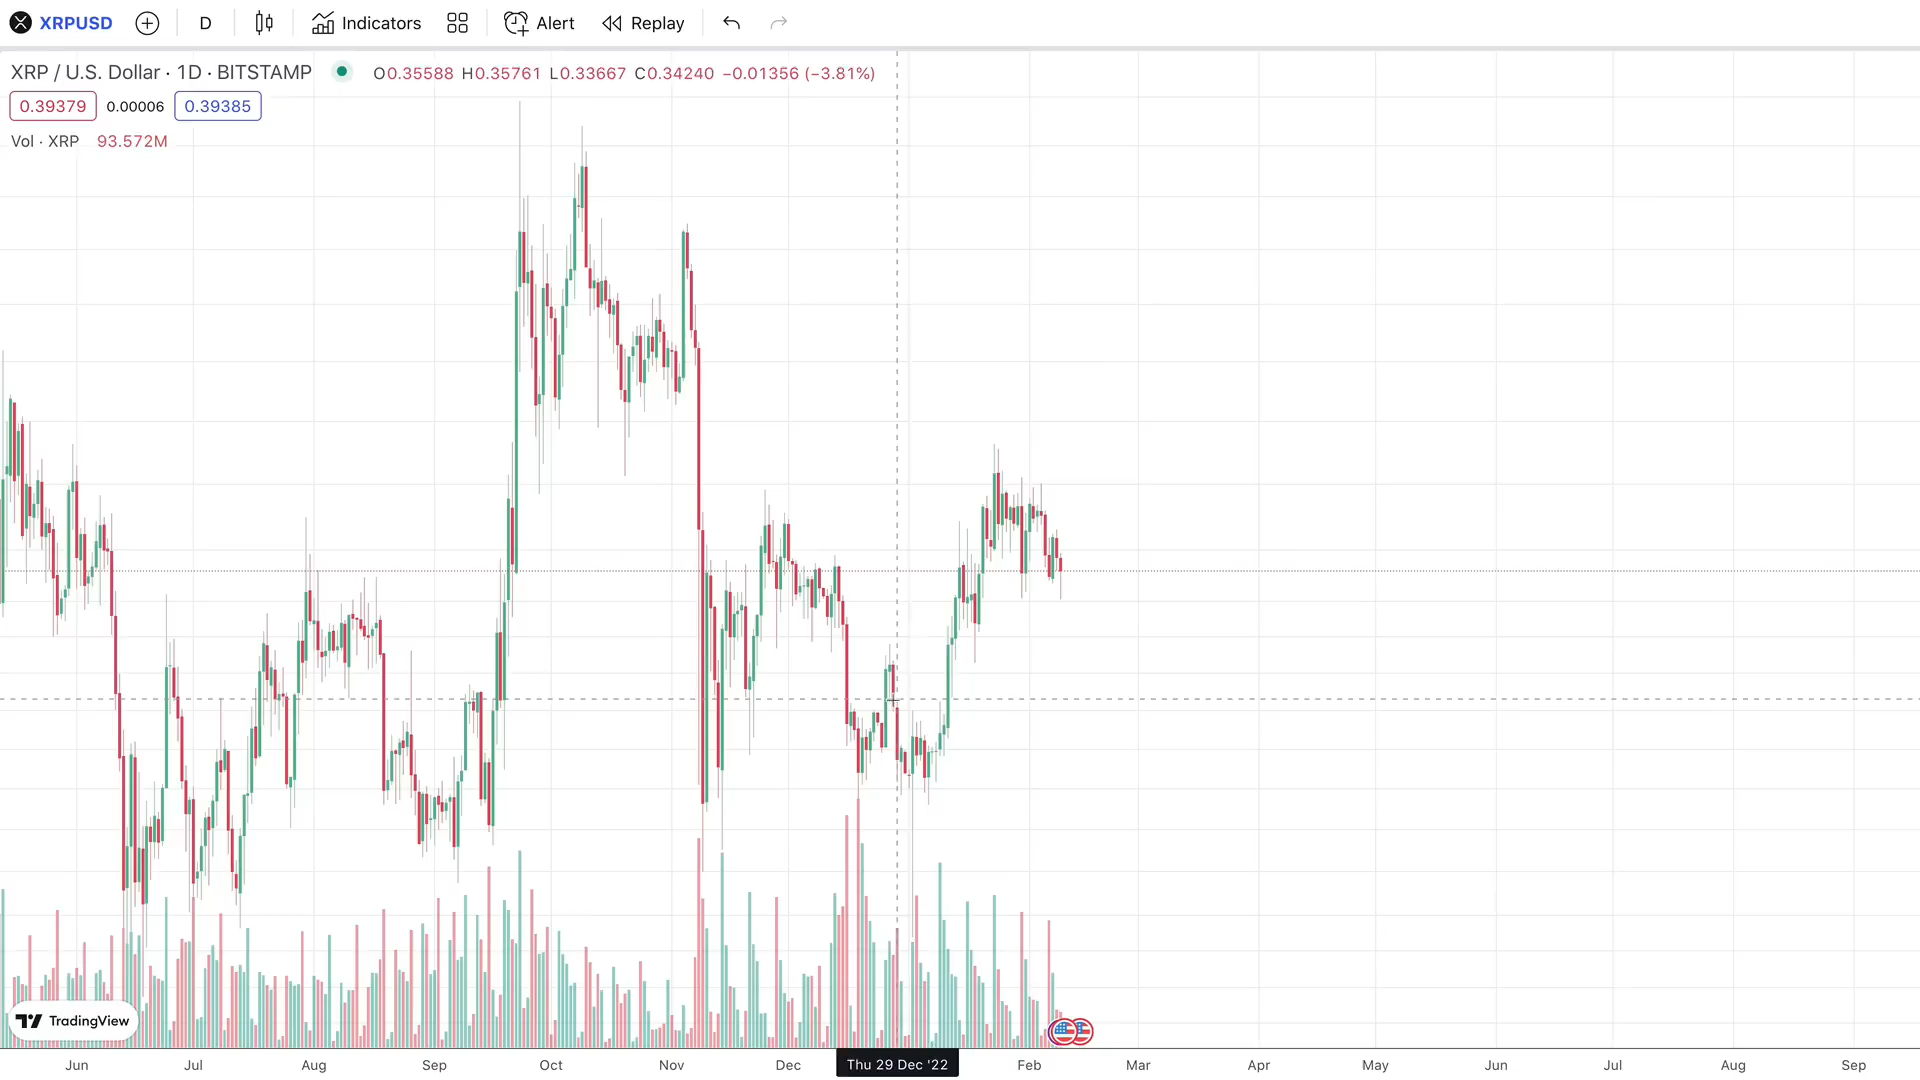 XRPUSD D Indicators Alert Replay
XRP / U.S. Dollar · 1D · BITSTAMP O0.35588 H0.35761 L0.33667 C0.34240 −0.01356 (−3.81%)
0.39379 0.00006 0.39385
Vol · XRP 93.572M
TradingView
Jun Jul Aug Sep Oct Nov Dec Thu 29 Dec '22 Feb Mar Apr May Jun Jul Aug Sep